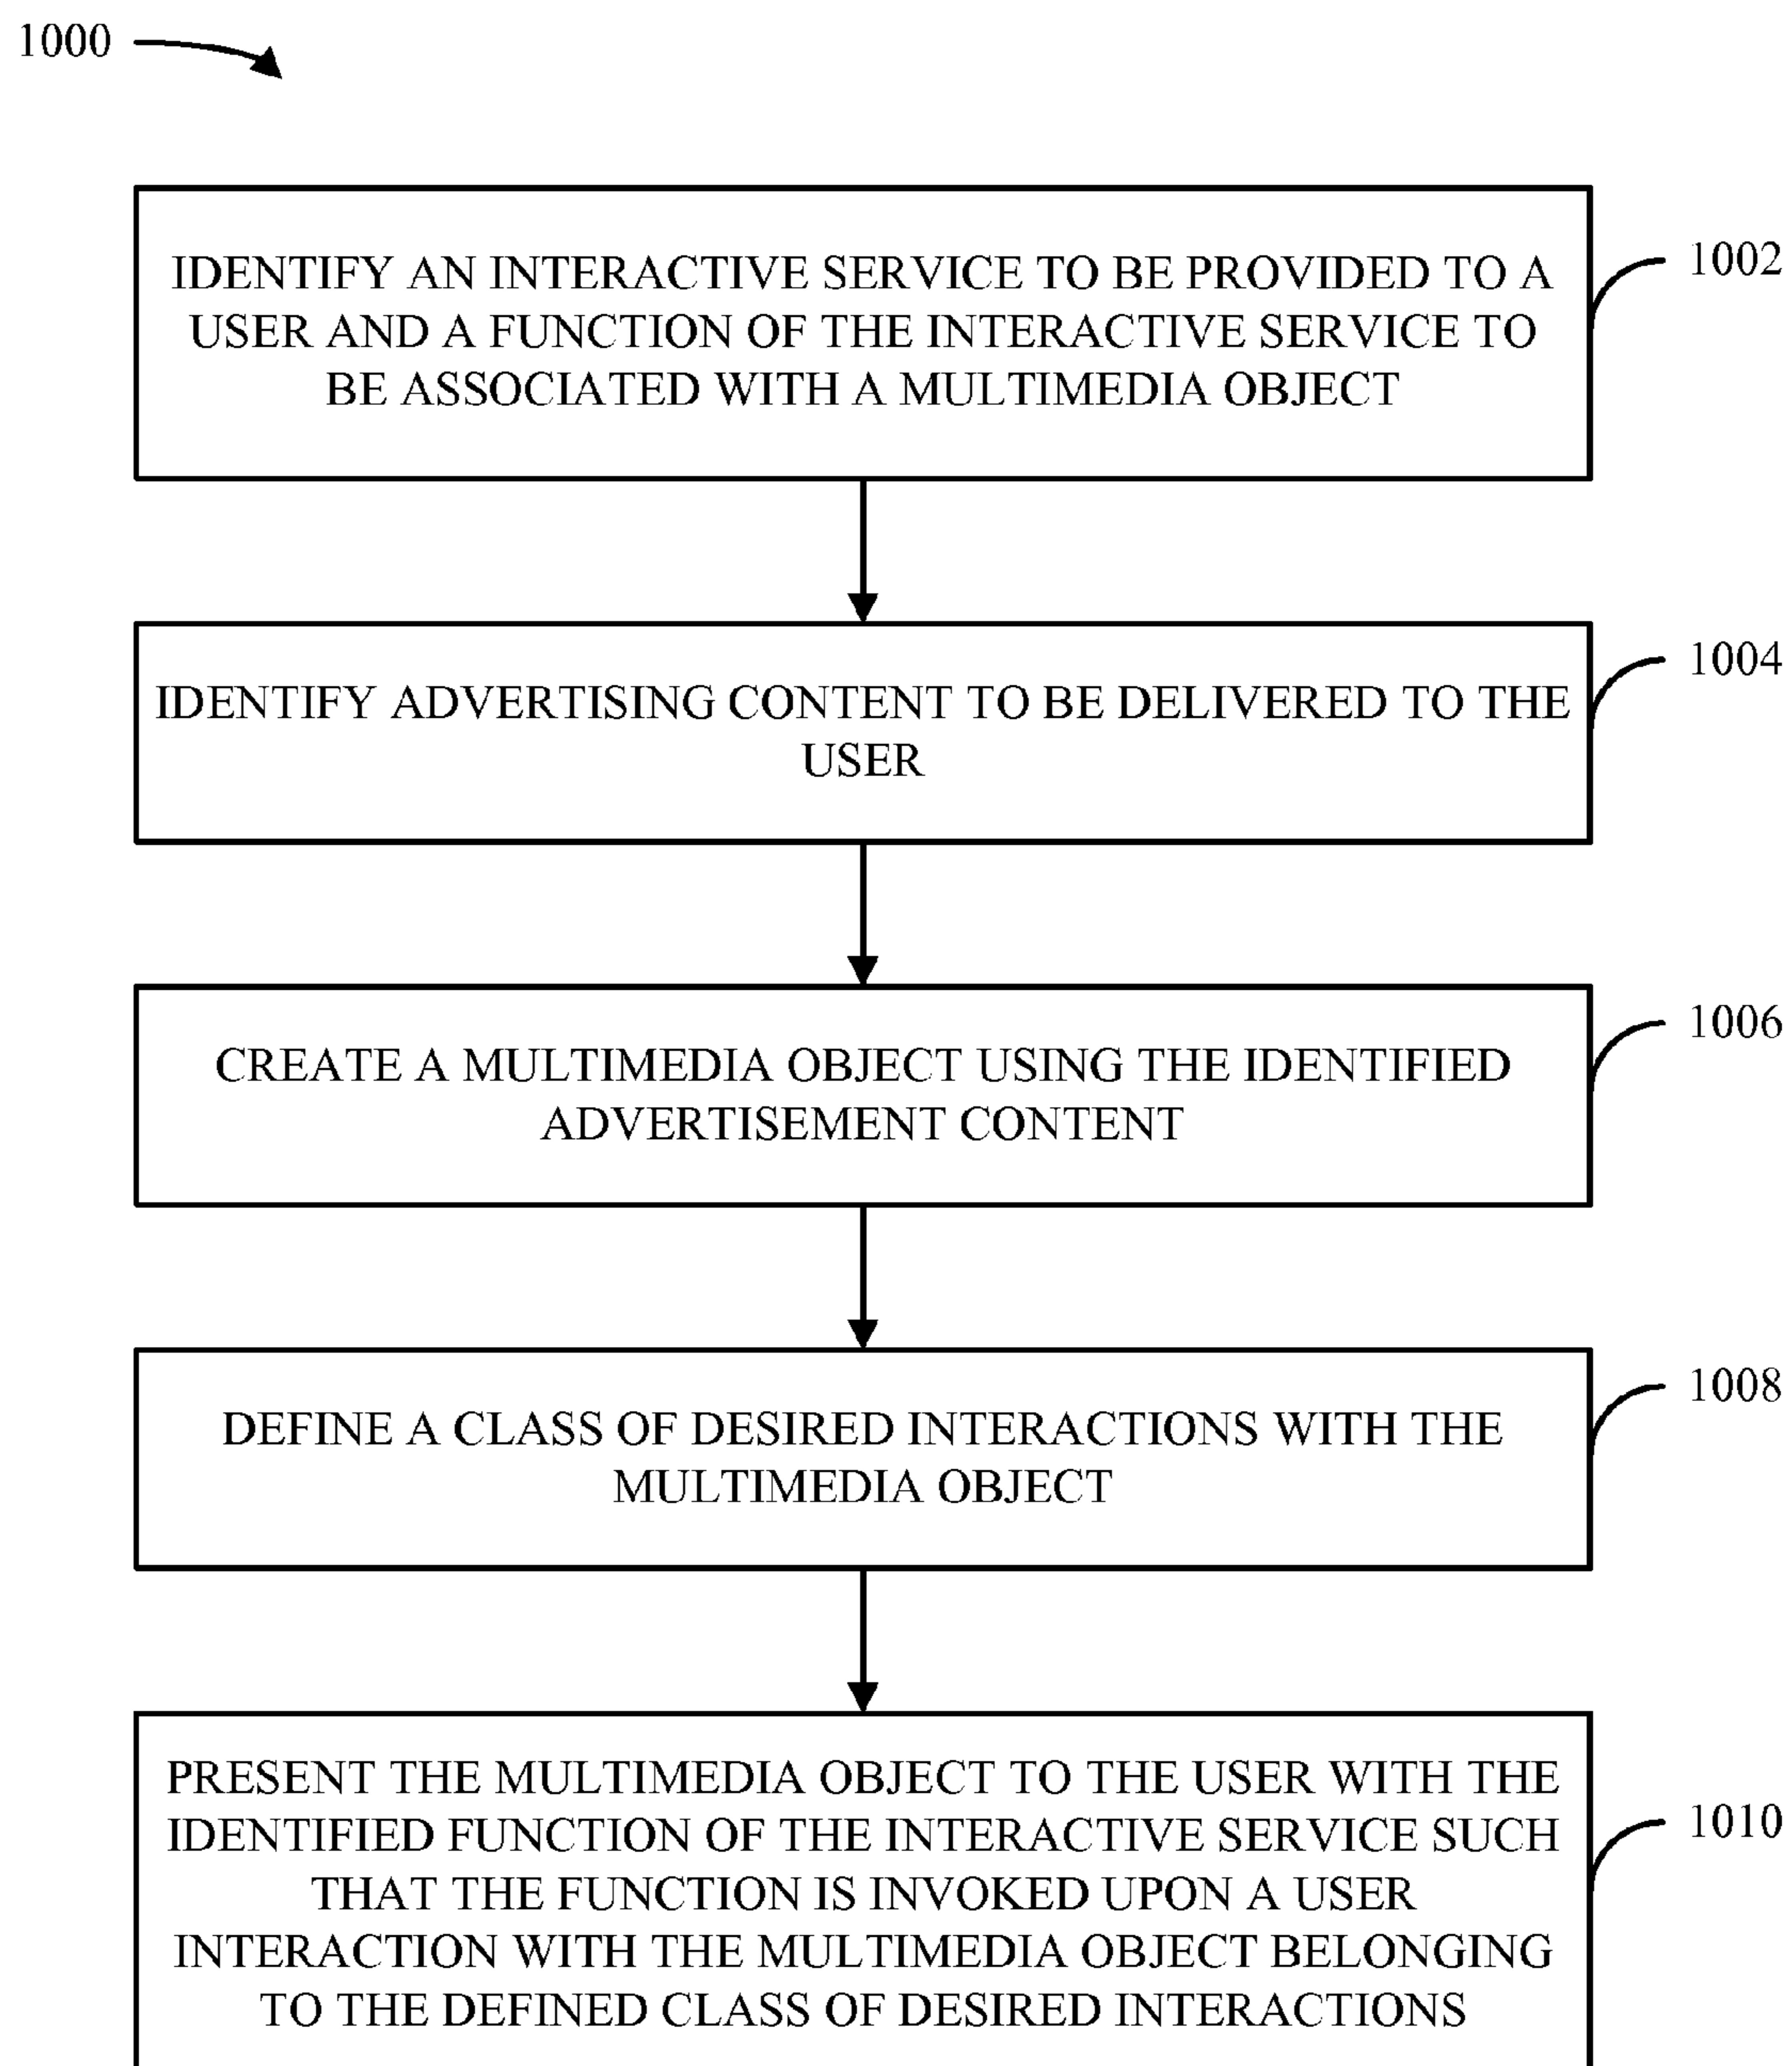 1000
IDENTIFY AN INTERACTIVE SERVICE TO BE PROVIDED TO A
USER AND A FUNCTION OF THE INTERACTIVE SERVICE TO
BE ASSOCIATED WITH A MULTIMEDIA OBJECT
1002
IDENTIFY ADVERTISING CONTENT TO BE DELIVERED TO THE
USER
1004
CREATE A MULTIMEDIA OBJECT USING THE IDENTIFIED
ADVERTISEMENT CONTENT
1006
DEFINE A CLASS OF DESIRED INTERACTIONS WITH THE
MULTIMEDIA OBJECT
1008
PRESENT THE MULTIMEDIA OBJECT TO THE USER WITH THE
IDENTIFIED FUNCTION OF THE INTERACTIVE SERVICE SUCH
THAT THE FUNCTION IS INVOKED UPON A USER
INTERACTION WITH THE MULTIMEDIA OBJECT BELONGING
TO THE DEFINED CLASS OF DESIRED INTERACTIONS
1010